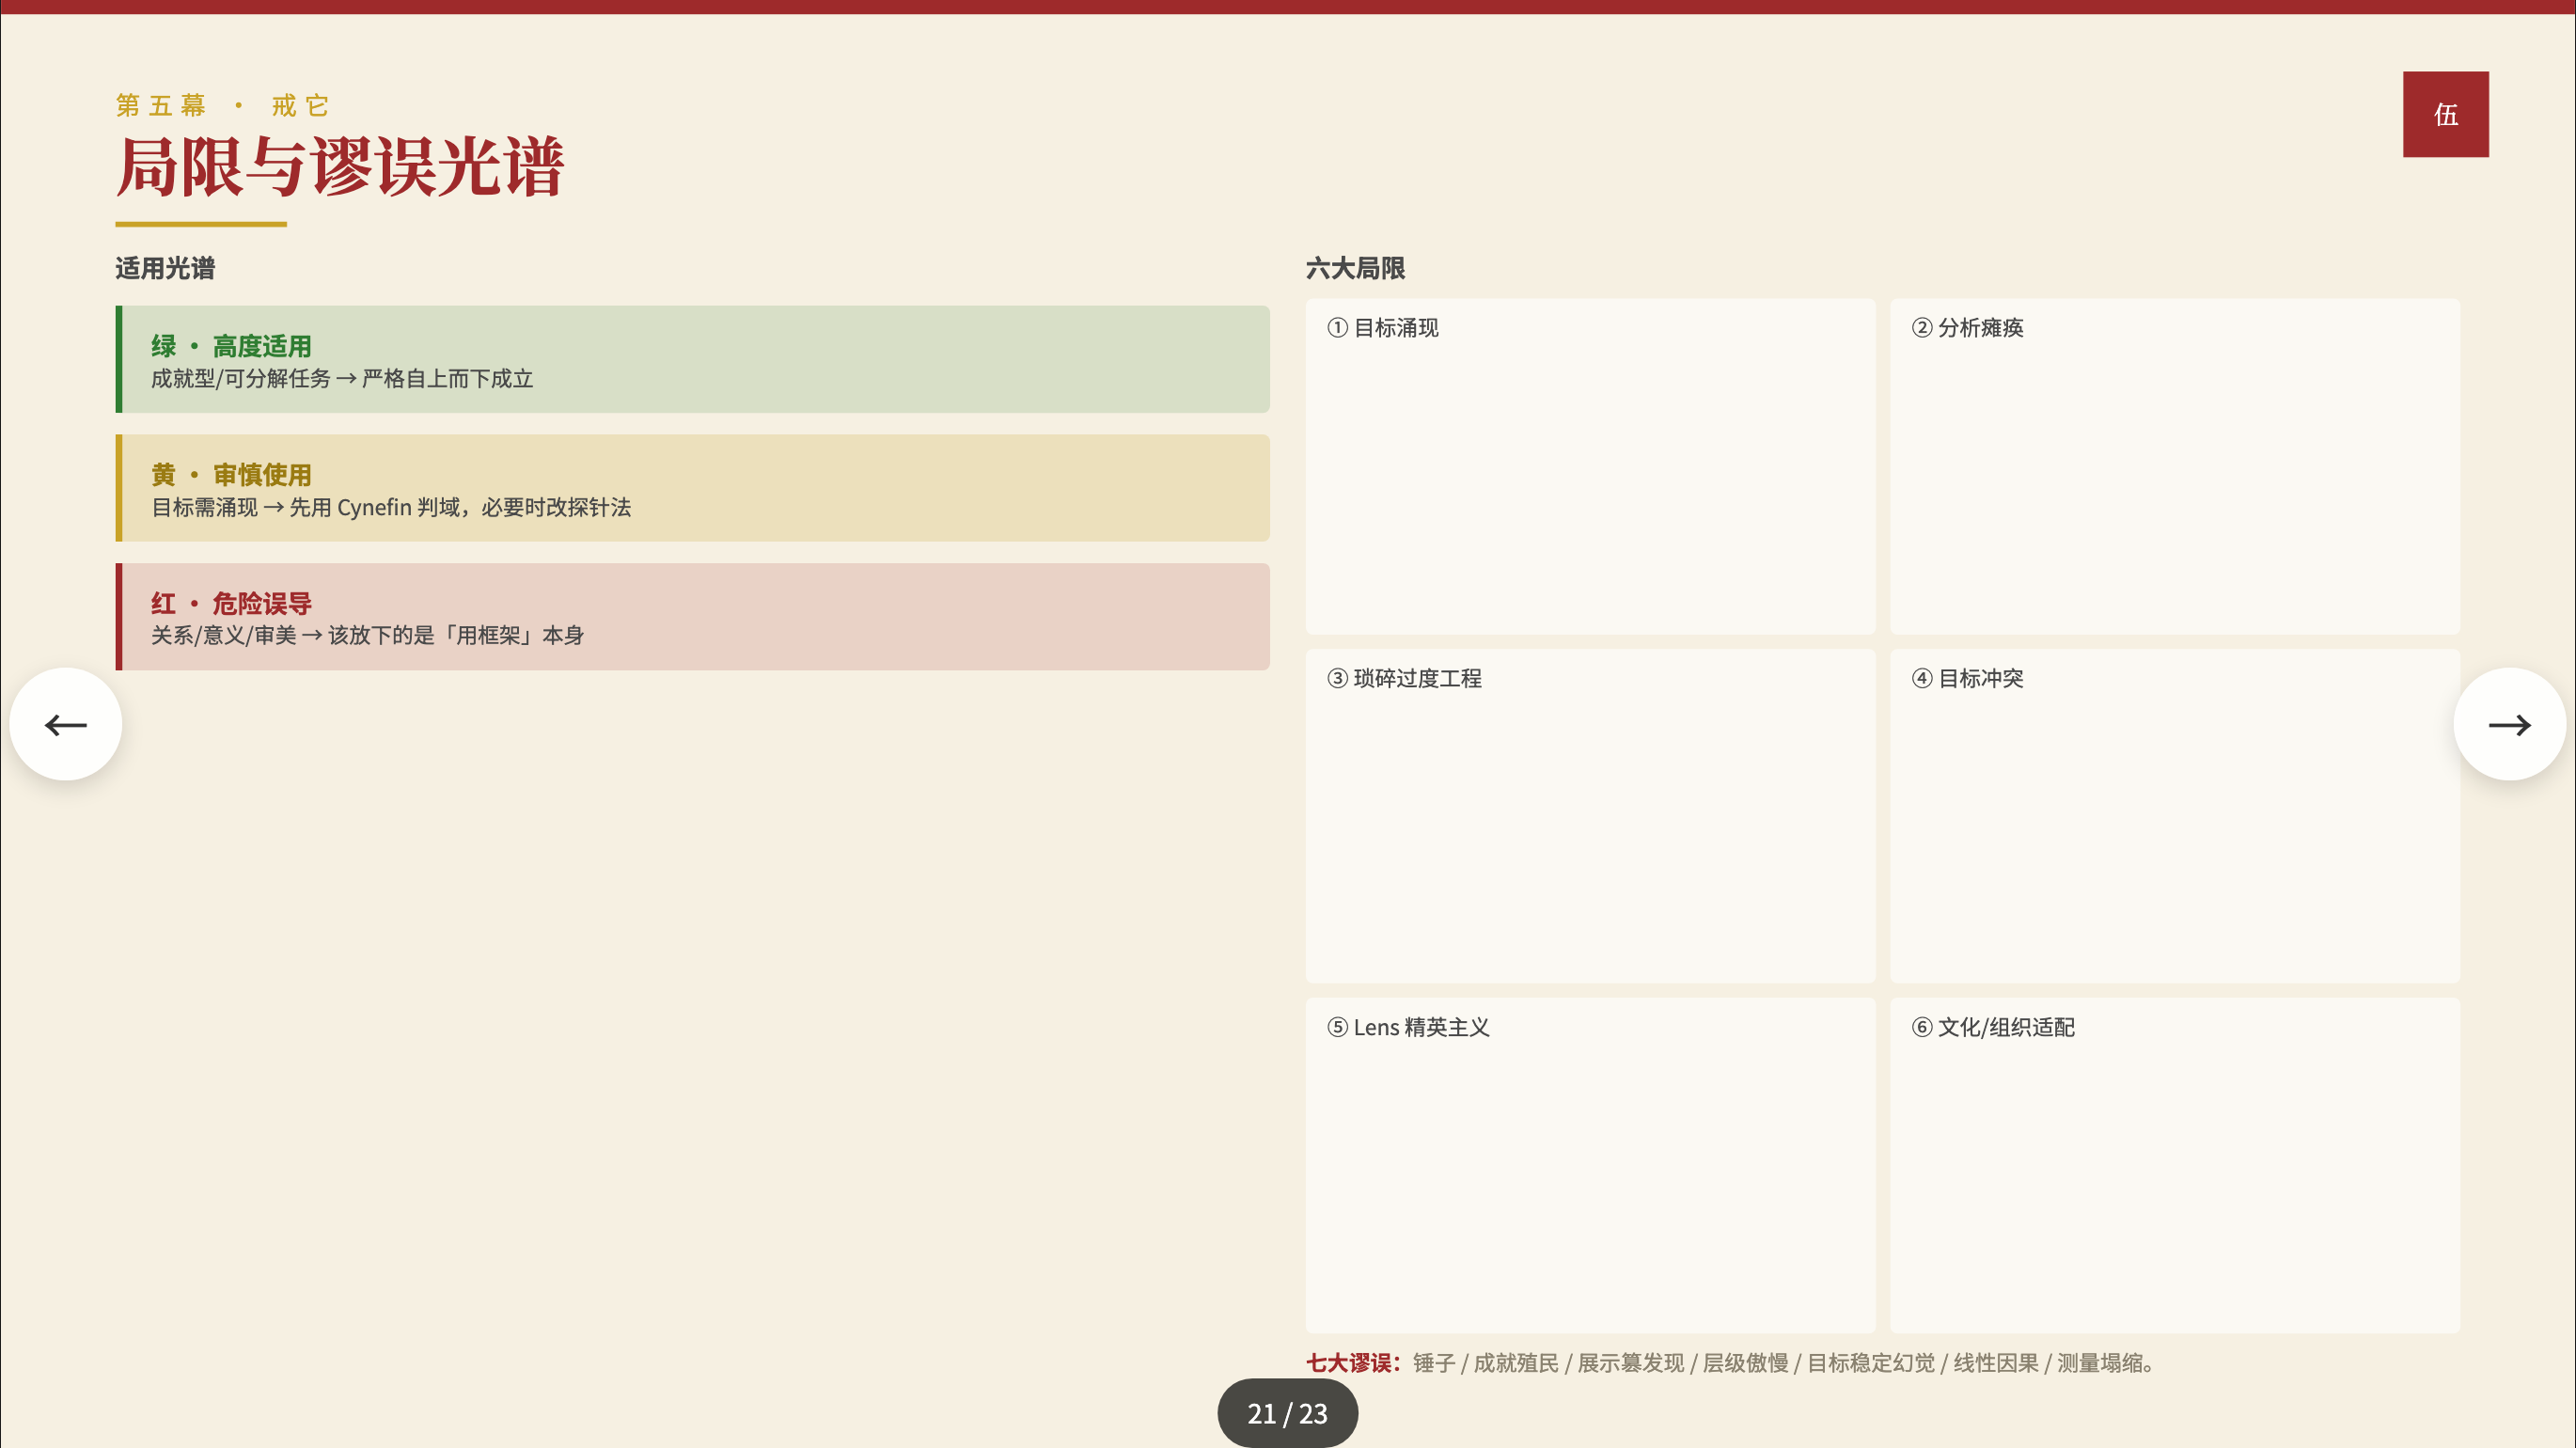 第五幕 · 戒它
伍
局限与谬误光谱
适用光谱
绿 · 高度适用
成就型/可分解任务 → 严格自上而下成立
黄 · 审慎使用
目标需涌现 → 先用 Cynefin 判域，必要时改探针法
红 · 危险误导
关系/意义/审美 → 该放下的是「用框架」本身
六大局限
① 目标涌现
② 分析瘫痪
③ 琐碎过度工程
④ 目标冲突
⑤ Lens 精英主义
⑥ 文化/组织适配
七大谬误：锤子 / 成就殖民 / 展示篡发现 / 层级傲慢 / 目标稳定幻觉 / 线性因果 / 测量塌缩。
←
→
21 / 23